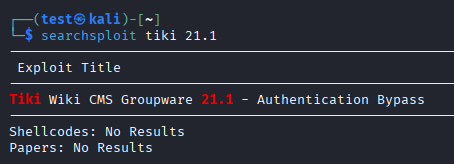 ┌──(test㉿kali)-[~]
└─$ searchsploit tiki 21.1
Exploit Title
Tiki Wiki CMS Groupware 21.1 - Authentication Bypass
Shellcodes: No Results
Papers: No Results